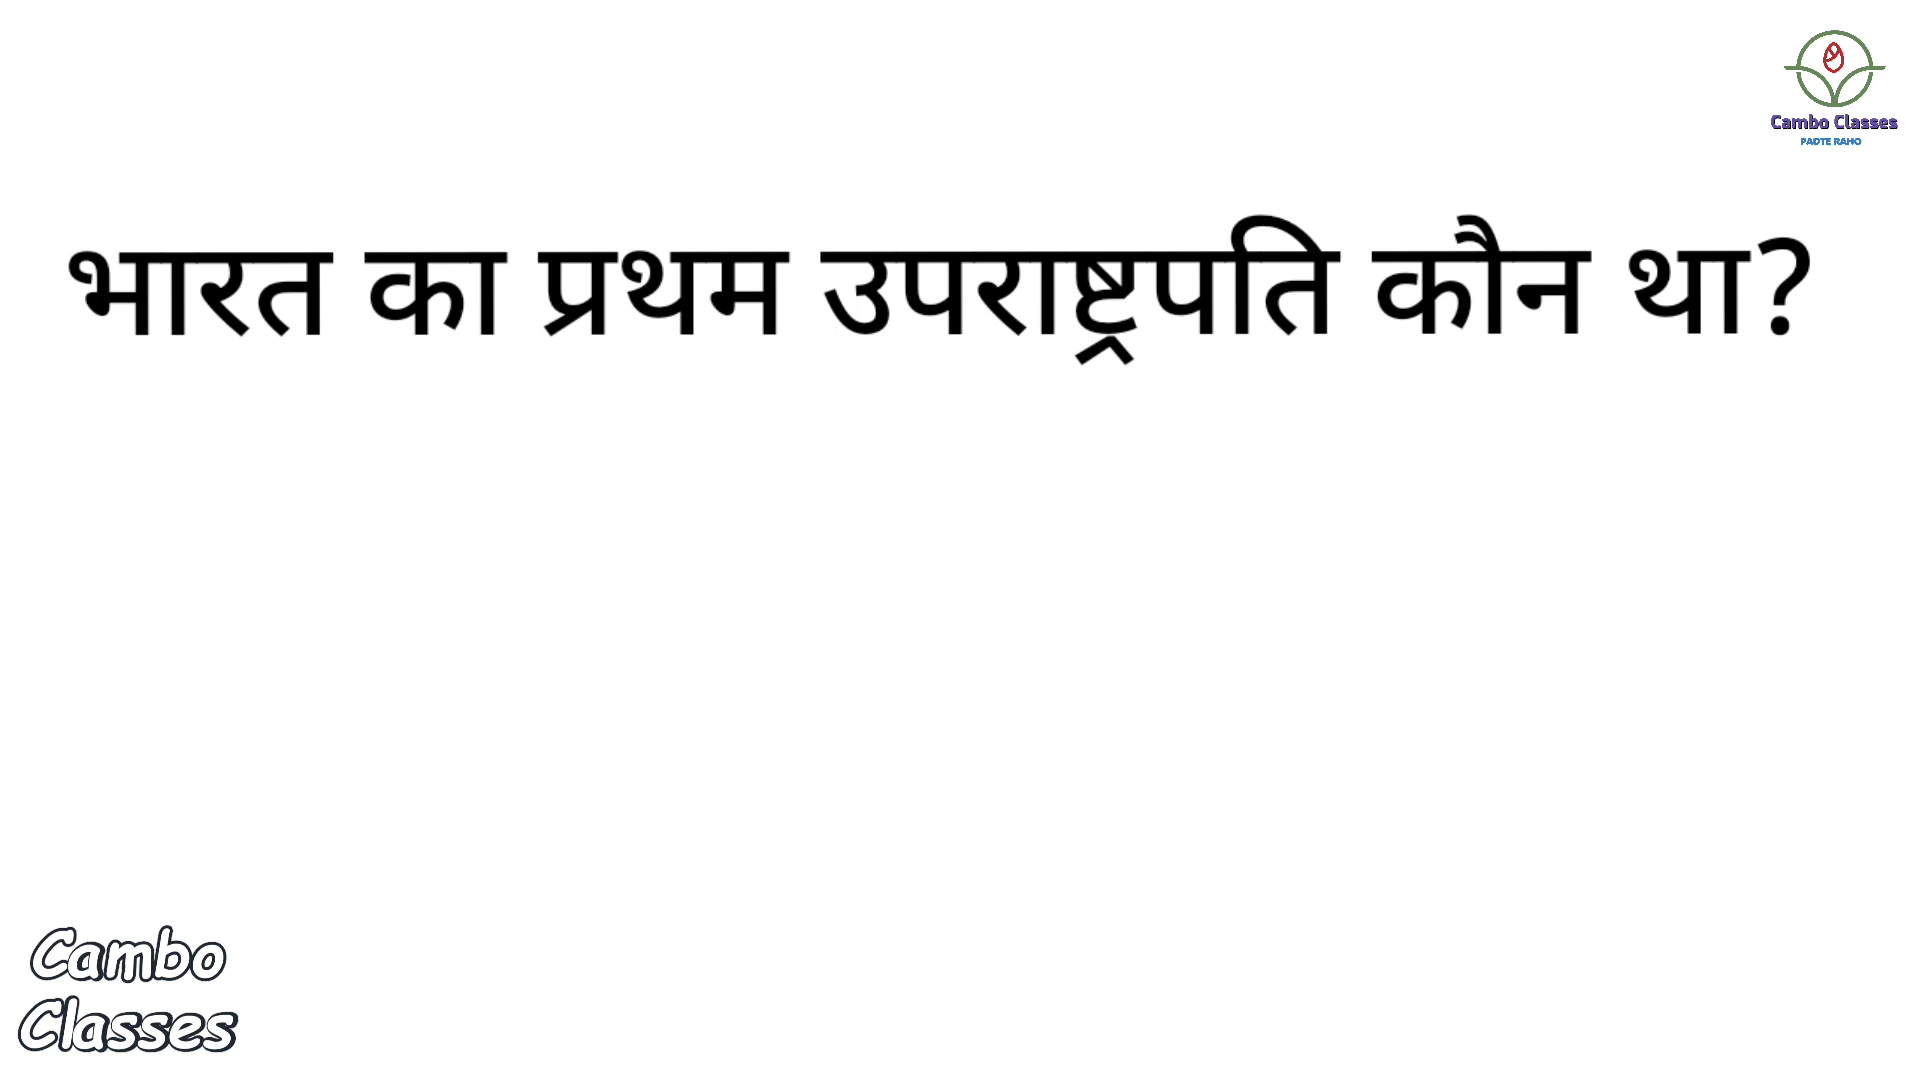 Cambo Classes
PADTE RAHO
भारत का प्रथम उपराष्ट्रपति कौन था?
Cambo
Classes